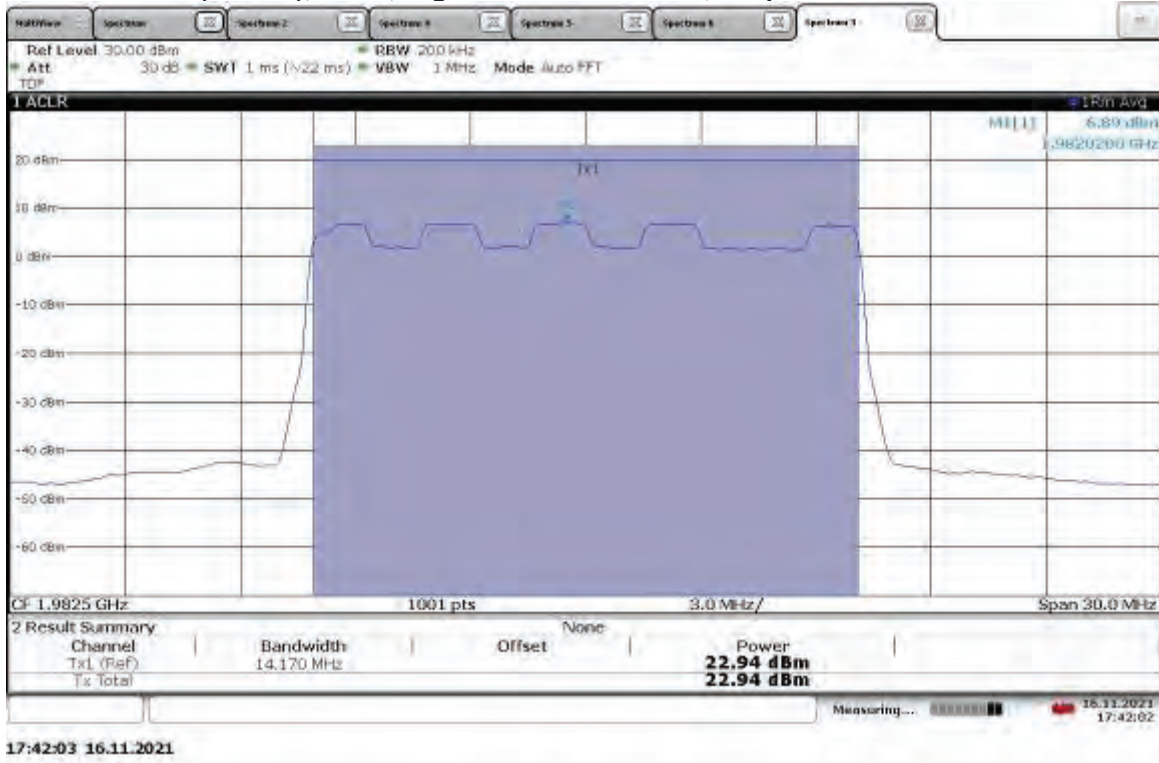 MultiView Spectrum Spectrum 2 Spectrum 4 Spectrum 5 Spectrum 6 Spectrum 3
Ref Level 30.00 dBm RBW 200 kHz
Att 30 dB SWT 1 ms (~22 ms) VBW 1 MHz Mode Auto FFT
TDF
1 ACLR 1Rm Avg
M1[1] 6.89 dBm
1.9820200 GHz
20 dBm
Tx1
10 dBm
0 dBm
-10 dBm
-20 dBm
-30 dBm
-40 dBm
-50 dBm
-60 dBm
CF 1.9825 GHz 1001 pts 3.0 MHz/ Span 30.0 MHz
2 Result Summary None
Channel Bandwidth Offset Power
Tx1 (Ref) 14.170 MHz 22.94 dBm
Tx Total 22.94 dBm
Measuring... 16.11.2021
17:42:02
17:42:03 16.11.2021